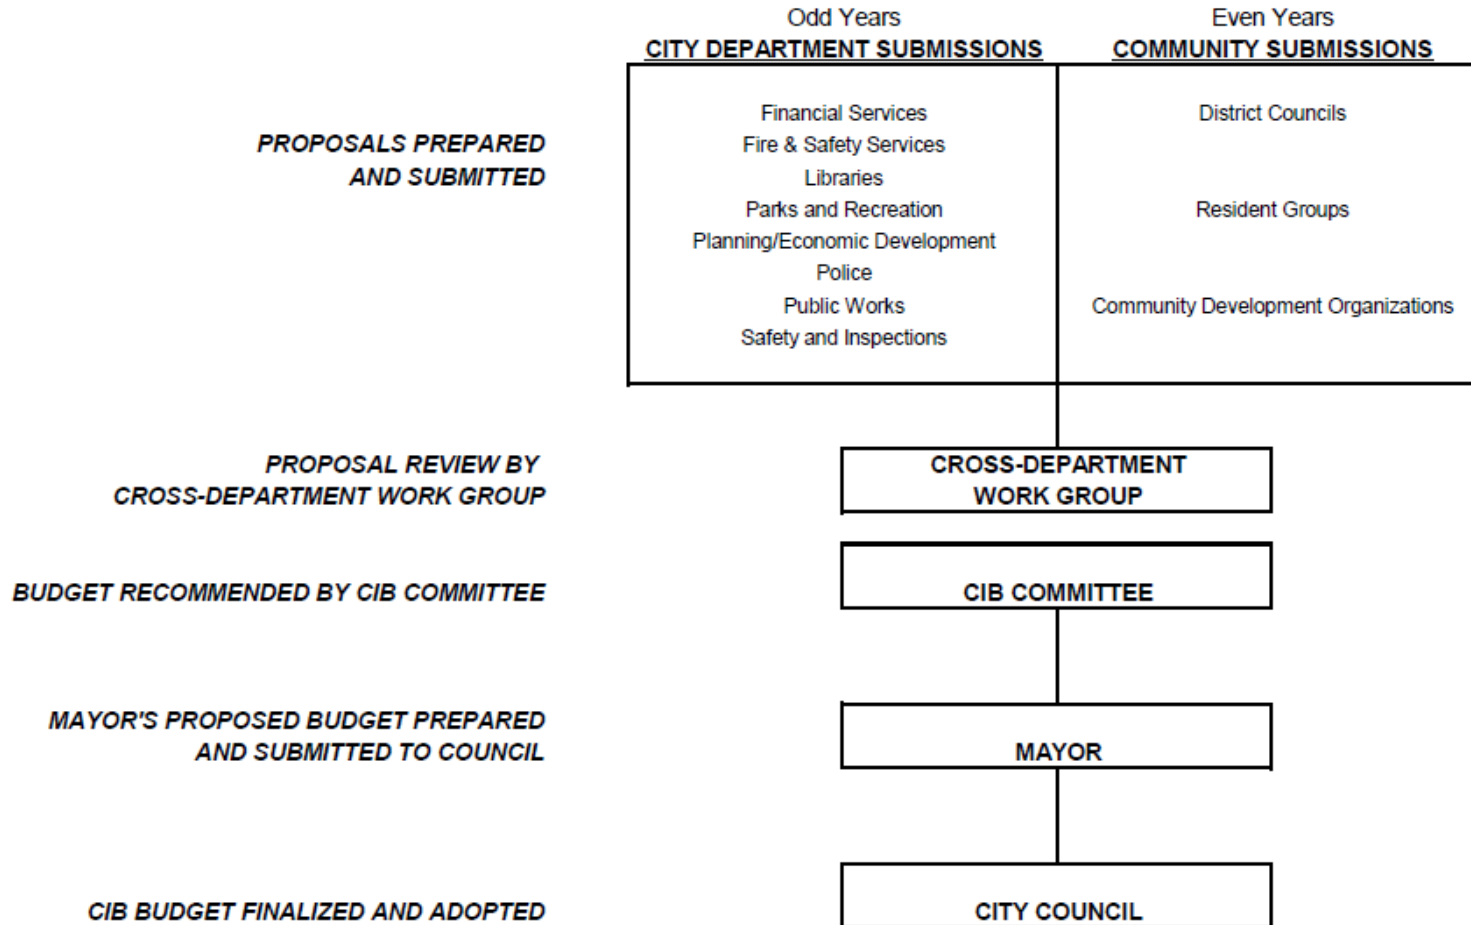 Odd Years
Even Years
CITY DEPARTMENT SUBMISSIONS
COMMUNITY SUBMISSIONS
PROPOSALS PREPARED
AND SUBMITTED
Financial Services
Fire & Safety Services
Libraries
Parks and Recreation
Planning/Economic Development
Police
Public Works
Safety and Inspections
District Councils
Resident Groups
Community Development Organizations
PROPOSAL REVIEW BY
CROSS-DEPARTMENT WORK GROUP
CROSS-DEPARTMENT
WORK GROUP
BUDGET RECOMMENDED BY CIB COMMITTEE
CIB COMMITTEE
MAYOR'S PROPOSED BUDGET PREPARED
AND SUBMITTED TO COUNCIL
MAYOR
CIB BUDGET FINALIZED AND ADOPTED
CITY COUNCIL